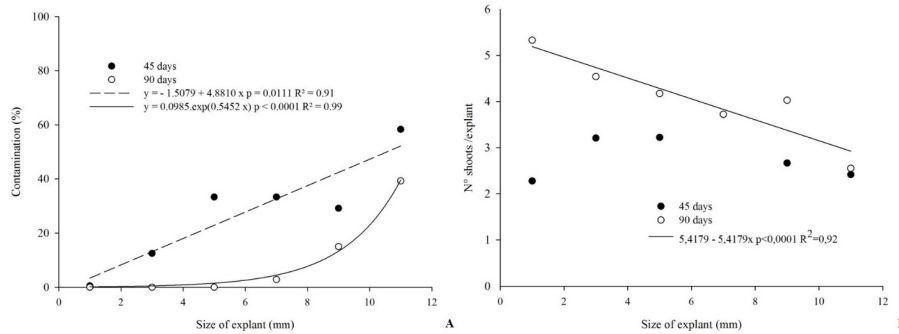 100
80
60
40
20
0
Contamination (%)
45 days
90 days
y = - 1.5079 + 4.8810 x p = 0.0111 R² = 0.91
y = 0.0985.exp(0.5452 x) p < 0.0001 R² = 0.99
0 2 4 6 8 10 12
Size of explant (mm)
A
6
5
4
3
2
1
0
N° shoots /explant
45 days
90 days
5,4179 - 5,4179x p<0,0001 R²=0,92
0 2 4 6 8 10 12
Size of explant (mm)